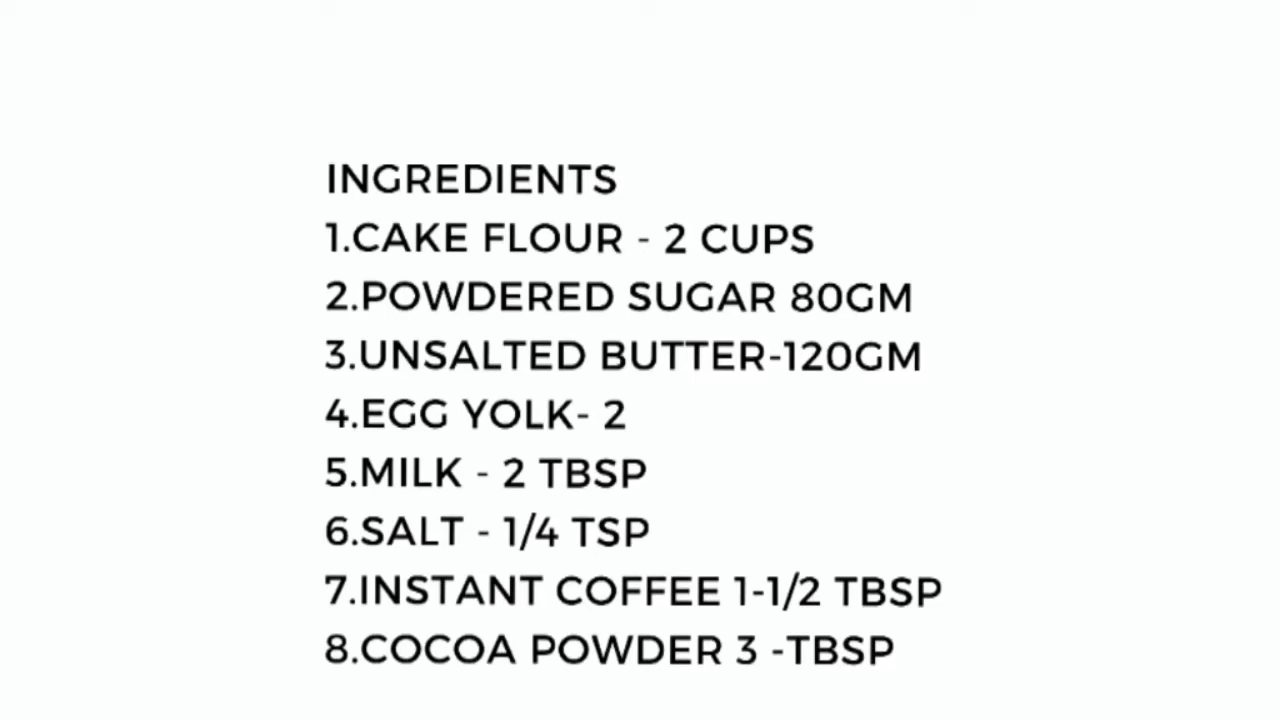 INGREDIENTS
1.CAKE FLOUR - 2 CUPS
2.POWDERED SUGAR 80GM
3.UNSALTED BUTTER-120GM
4.EGG YOLK- 2
5.MILK - 2 TBSP
6.SALT - 1/4 TSP
7.INSTANT COFFEE 1-1/2 TBSP
8.COCOA POWDER 3 -TBSP